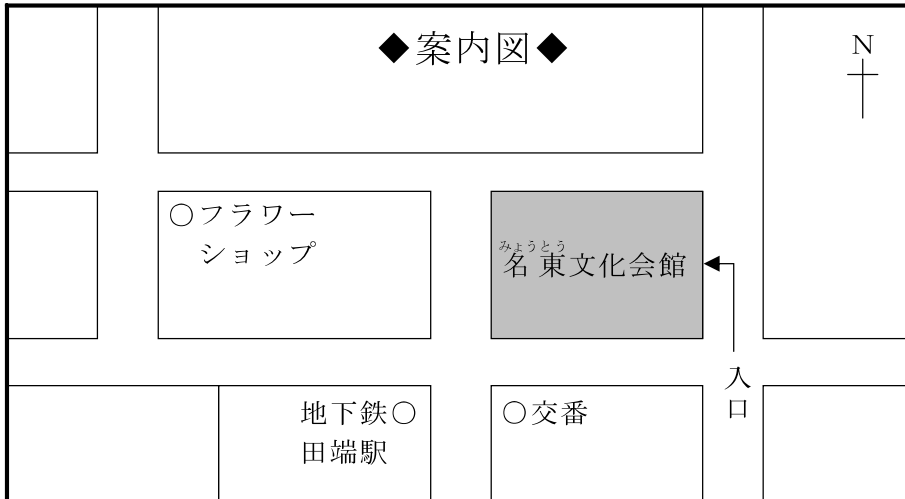 ◆案内図◆
N
○フラワー
ショップ
みょうとう
名東文化会館
入口
地下鉄○
田端駅
○交番